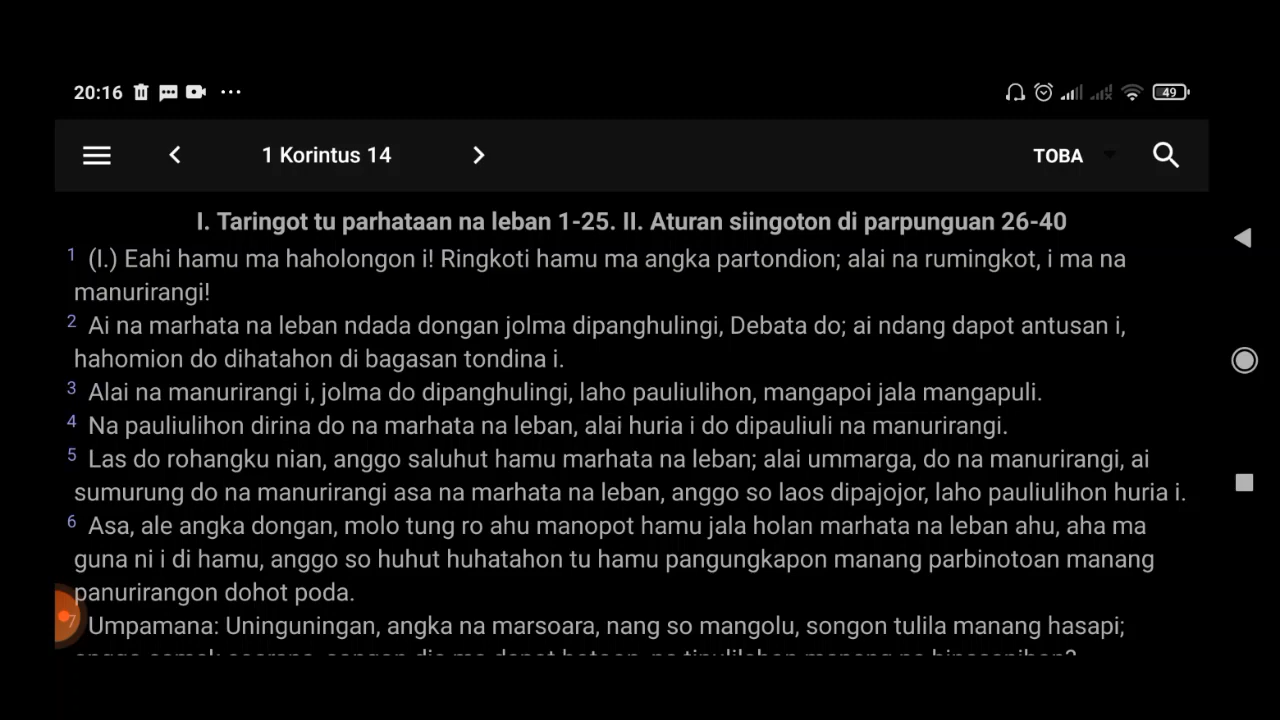 20:16 ... 49
1 Korintus 14 TOBA
I. Taringot tu parhataan na leban 1-25. II. Aturan siingoton di parpunguan 26-40
1 (I.) Eahi hamu ma haholongon i! Ringkoti hamu ma angka partondion; alai na rumingkot, i ma na
manurirangi!
2 Ai na marhata na leban ndada dongan jolma dipanghulingi, Debata do; ai ndang dapot antusan i,
hahomion do dihatahon di bagasan tondina i.
3 Alai na manurirangi i, jolma do dipanghulingi, laho pauliulihon, mangapoi jala mangapuli.
4 Na pauliulihon dirina do na marhata na leban, alai huria i do dipauliuli na manurirangi.
5 Las do rohangku nian, anggo saluhut hamu marhata na leban; alai ummarga, do na manurirangi, ai
sumurung do na manurirangi asa na marhata na leban, anggo so laos dipajojor, laho pauliulihon huria i.
6 Asa, ale angka dongan, molo tung ro ahu manopot hamu jala holan marhata na leban ahu, aha ma
guna ni i di hamu, anggo so huhut huhatahon tu hamu pangungkapon manang parbinotoan manang
panurirangon dohot poda.
7 Umpamana: Uninguningan, angka na marsoara, nang so mangolu, songon tulila manang hasapi;